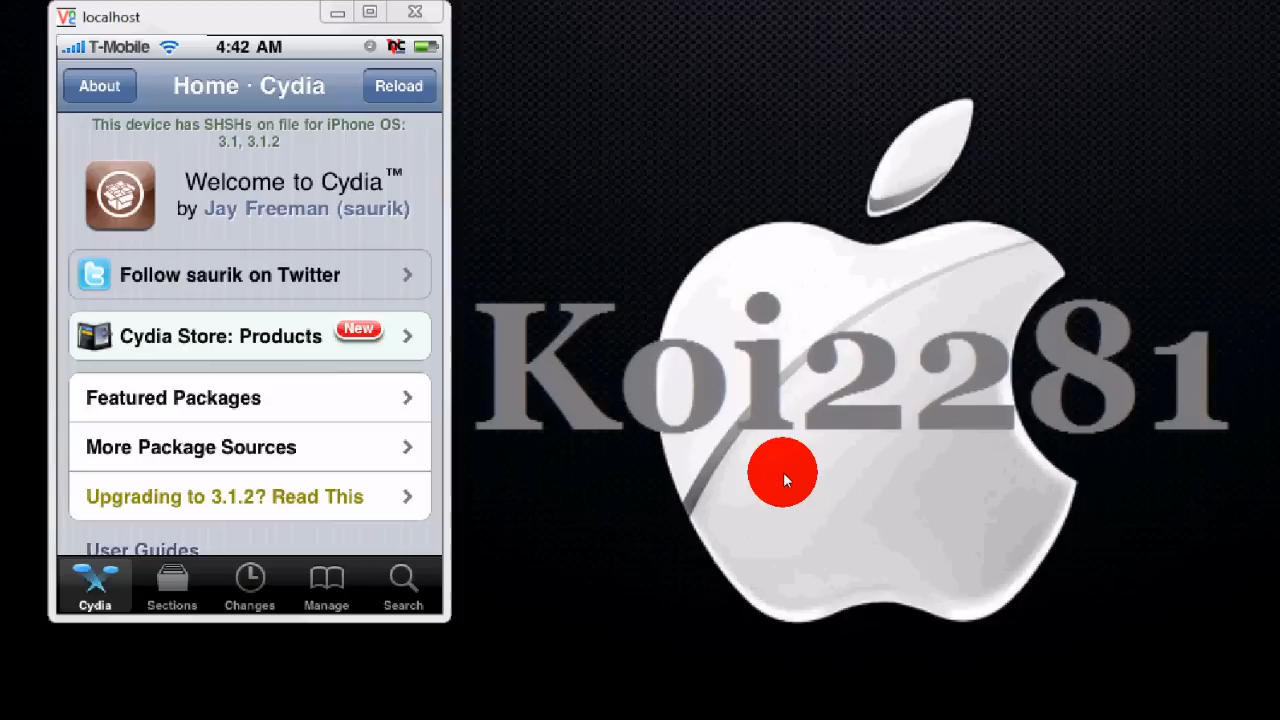 localhost
T-Mobile 4:42 AM
About Home · Cydia Reload
This device has SHSHs on file for iPhone OS:
3.1, 3.1.2
Welcome to Cydia™
by Jay Freeman (saurik)
Follow saurik on Twitter
Cydia Store: Products New
Featured Packages
More Package Sources
Upgrading to 3.1.2? Read This
User Guides
Cydia Sections Changes Manage Search
Koi2281